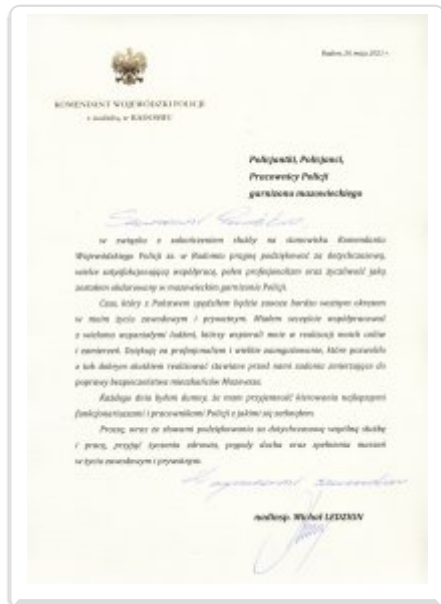 Radom, 26 maja 2023 r.
KOMENDANT WOJEWÓDZKI POLICJI
z siedzibą w RADOMIU
Policjantki, Policjanci,
Pracownicy Policji
garnizonu mazowieckiego
w związku z zakończeniem służby na stanowisku Komendanta
Wojewódzkiego Policji zs. w Radomiu pragnę podziękować za dotychczasową,
wielce satysfakcjonującą współpracę, pełen profesjonalizm oraz życzliwość jaką
zostałem obdarowany w mazowieckim garnizonie Policji.
Czas, który z Państwem spędziłem będzie zawsze bardzo ważnym okresem
w moim życiu zawodowym i prywatnym. Miałem szczęście współpracować
z wieloma wspaniałymi ludźmi, którzy wspierali mnie w realizacji moich celów
i zamierzeń. Dziękuję za profesjonalizm i wielkie zaangażowanie, które pozwoliło
z tak dobrym skutkiem realizować stawiane przed nami zadania zmierzające do
poprawy bezpieczeństwa mieszkańców Mazowsza.
Każdego dnia byłem dumny, że mam przyjemność kierowania najlepszymi
funkcjonariuszami i pracownikami Policji z jakimi się zetknąłem.
Proszę, wraz ze słowami podziękowania za dotychczasową wspólną służbę
i pracę, przyjąć życzenia zdrowia, pogody ducha oraz spełnienia marzeń
w życiu zawodowym i prywatnym.
nadinsp. Michał LEDZION